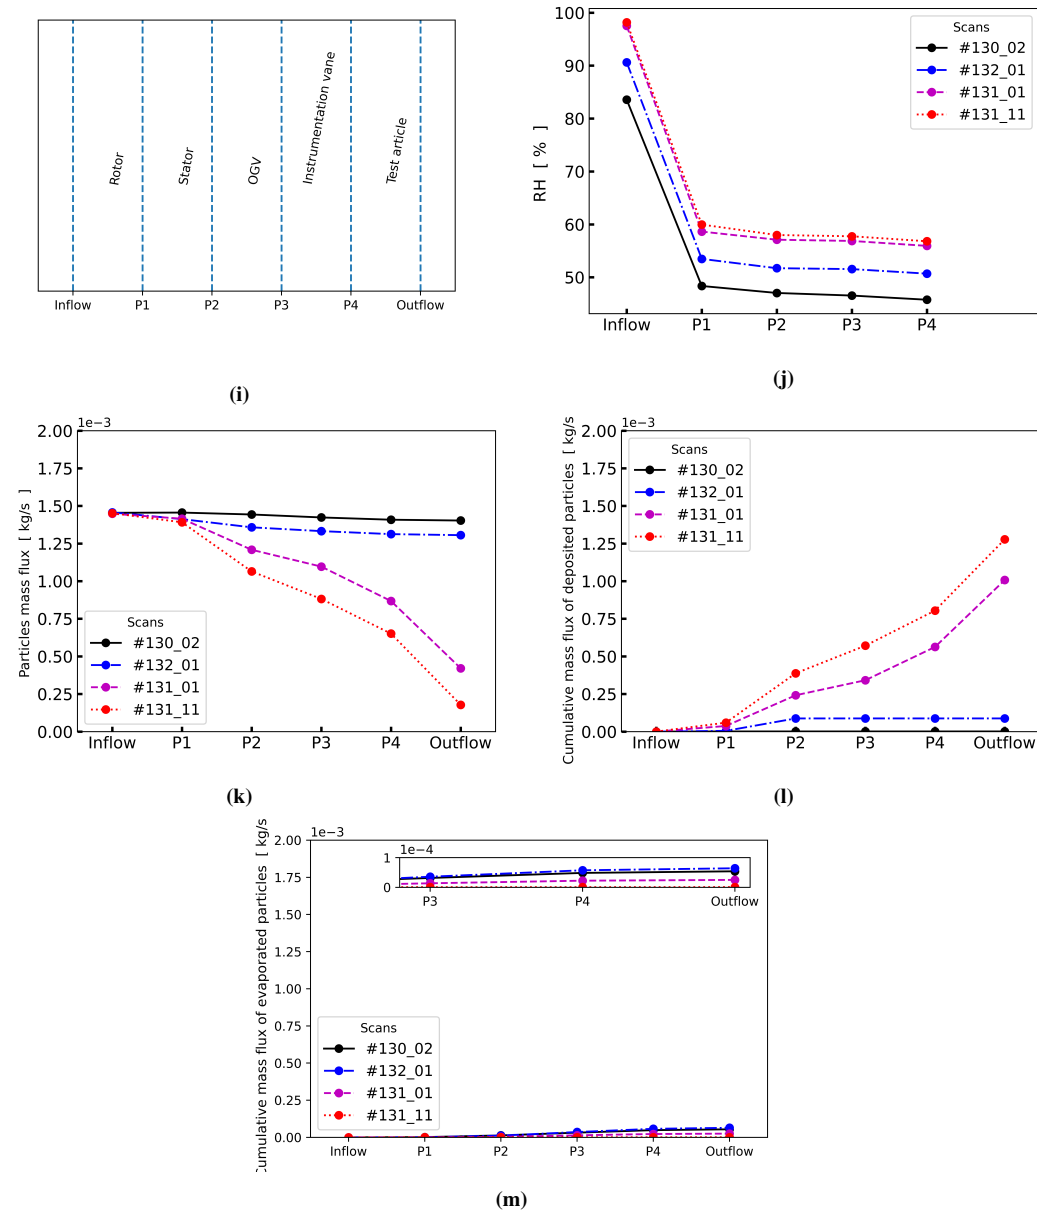 Rotor
Stator
OGV
Instrumentation vane
Test article
Inflow P1 P2 P3 P4 Outflow
(i)
100
90
80
70
60
50
RH [ % ]
Scans
#130_02
#132_01
#131_01
#131_11
Inflow P1 P2 P3 P4
(j)
1e−3
2.00
1.75
1.50
1.25
1.00
0.75
0.50
0.25
0.00
Particles mass flux [ kg/s ]
Scans
#130_02
#132_01
#131_01
#131_11
Inflow P1 P2 P3 P4 Outflow
(k)
1e−3
2.00
1.75
1.50
1.25
1.00
0.75
0.50
0.25
0.00
Cumulative mass flux of deposited particles [ kg/s
Scans
#130_02
#132_01
#131_01
#131_11
Inflow P1 P2 P3 P4 Outflow
(l)
1e−3
2.00
1.75
1.50
1.25
1.00
0.75
0.50
0.25
0.00
Cumulative mass flux of evaporated particles [ kg/s
1e−4
1
0
P3 P4 Outflow
Scans
#130_02
#132_01
#131_01
#131_11
Inflow P1 P2 P3 P4 Outflow
(m)